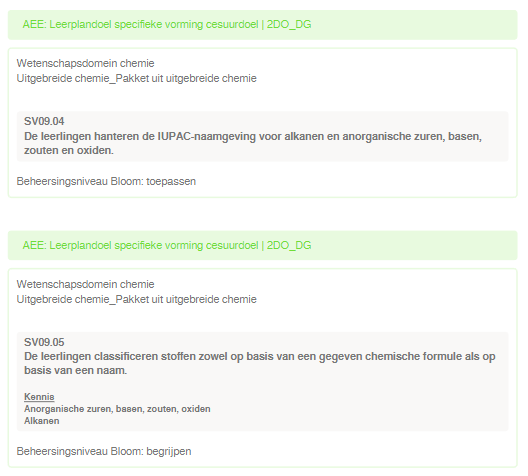 AEE: Leerplandoel specifieke vorming cesuurdoel | 2DO_DG
Wetenschapsdomein chemie
Uitgebreide chemie_Pakket uit uitgebreide chemie
SV09.04
De leerlingen hanteren de IUPAC-naamgeving voor alkanen en anorganische zuren, basen,
zouten en oxiden.
Beheersingsniveau Bloom: toepassen
AEE: Leerplandoel specifieke vorming cesuurdoel | 2DO_DG
Wetenschapsdomein chemie
Uitgebreide chemie_Pakket uit uitgebreide chemie
SV09.05
De leerlingen classificeren stoffen zowel op basis van een gegeven chemische formule als op
basis van een naam.
Kennis
Anorganische zuren, basen, zouten, oxiden
Alkanen
Beheersingsniveau Bloom: begrijpen